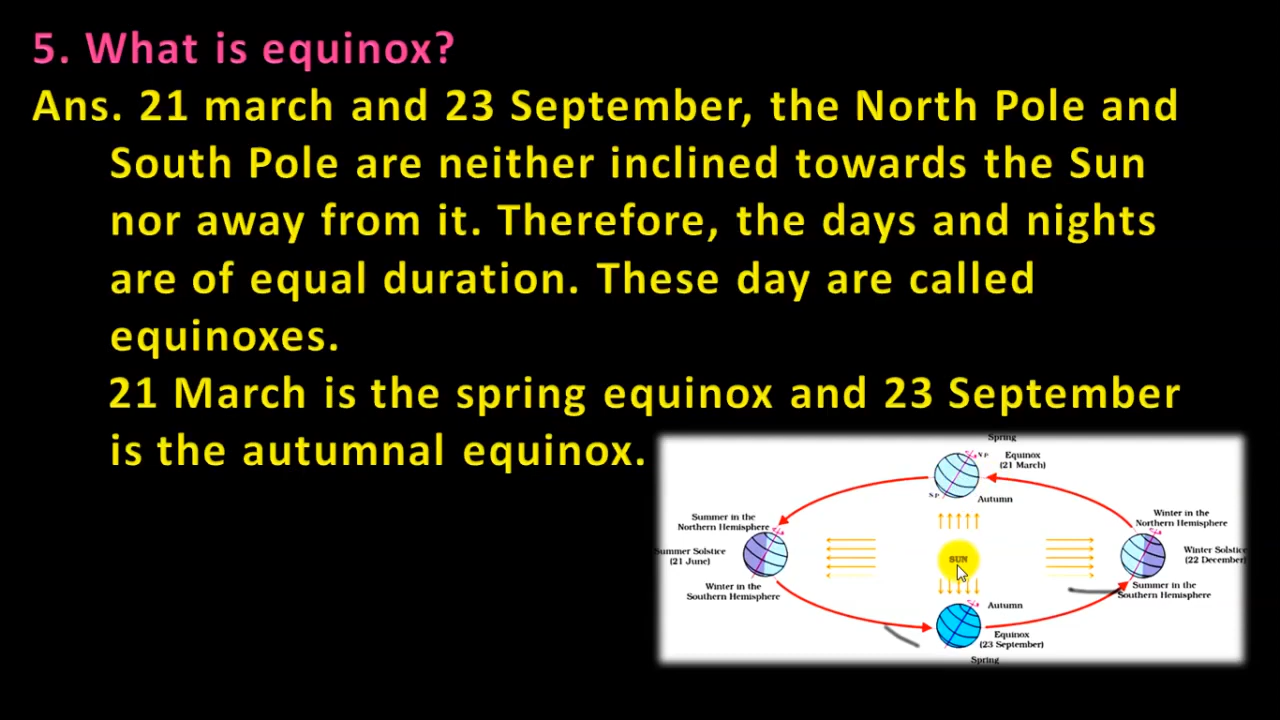 5. What is equinox?
Ans. 21 march and 23 September, the North Pole and
South Pole are neither inclined towards the Sun
nor away from it. Therefore, the days and nights
are of equal duration. These day are called
equinoxes.
21 March is the spring equinox and 23 September
is the autumnal equinox.
Spring
N P
Equinox
(21 March)
N P
Autumn
Summer in the
Northern Hemisphere
Winter in the
Northern Hemisphere
Summer Solstice
(21 June)
SUN
Winter Solstice
(22 December)
Winter in the
Southern Hemisphere
Summer in the
Southern Hemisphere
Autumn
Equinox
(23 September)
Spring